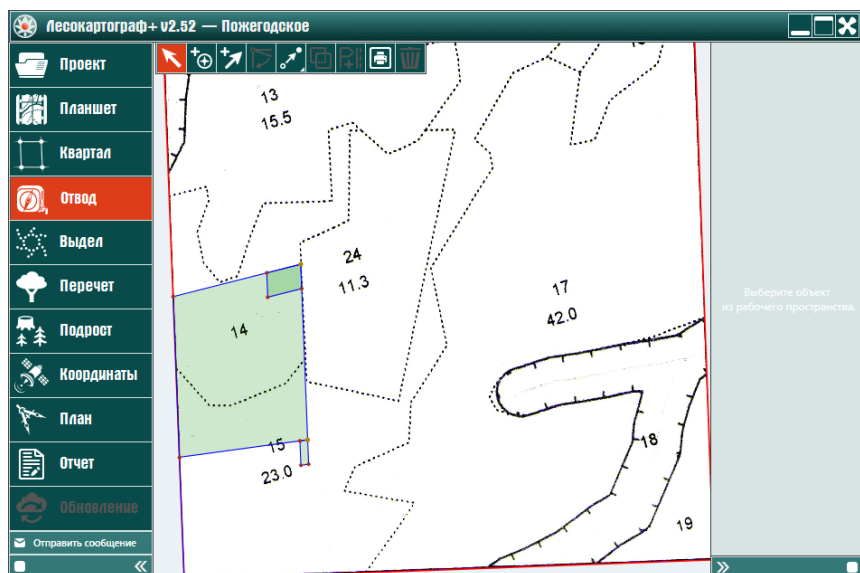 Лесокартограф+ v2.52 — Пожегодское
Проект
Планшет
Квартал
Отвод
Выдел
Перечет
Подрост
Координаты
План
Отчет
Обновление
Отправить сообщение
13
15.5
24
11.3
17
42.0
14
15
23.0
18
19
Выберите объект
из рабочего пространства.